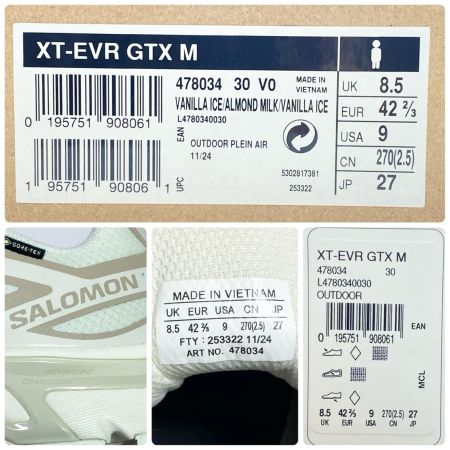 XT-EVR GTX M
478034 30 V0
MADE IN
VIETNAM
VANILLA ICE/ALMOND MILK/VANILLA ICE
L4780340030
0 195751 908061
EAN
OUTDOOR PLEIN AIR
11/24
195751 90806 1
UPC
5302817381
253322
UK 8.5
EUR 42 ⅔
USA 9
CN 270(2.5)
JP 27
GORE-TEX
SALOMON
advanced
CHASSIS
MADE IN VIETNAM
UK EUR USA CN JP
8.5 42⅔ 9 270(2.5) 27
FTY : 253322 11/24
ART NO. 478034
XT-EVR GTX M
478034 30
L4780340030
OUTDOOR
0 195751 908061
EAN
MCL
8.5 42⅔ 9 270(2.5) 27
UK EUR USA CN JP